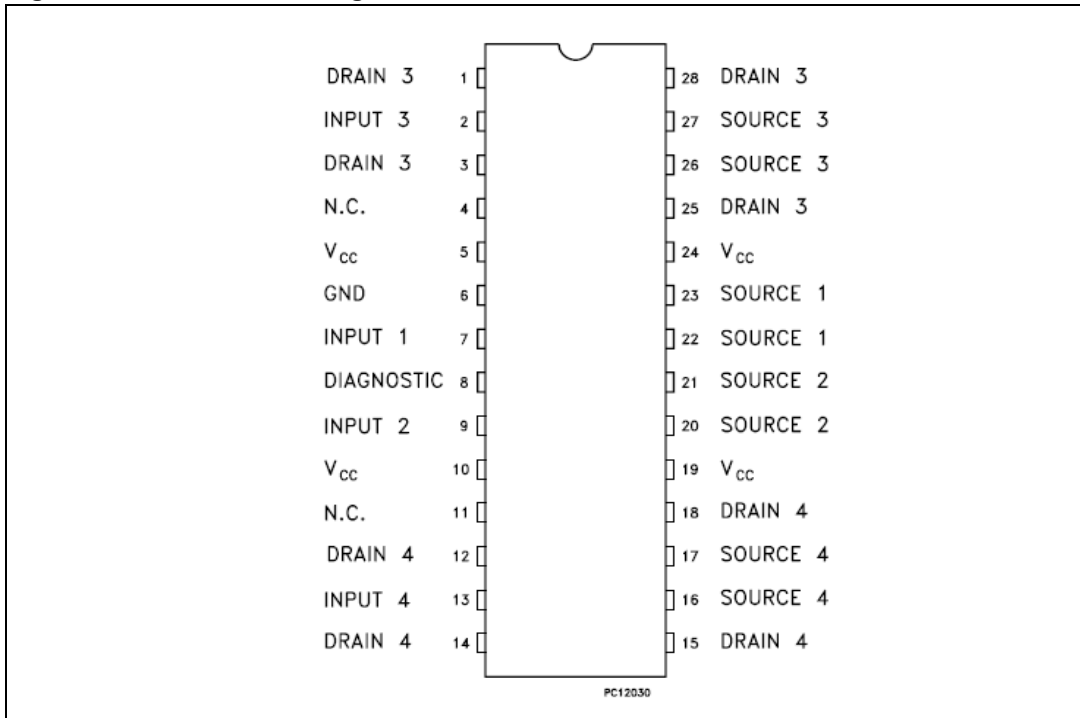 DRAIN 3 1 28 DRAIN 3
INPUT 3 2 27 SOURCE 3
DRAIN 3 3 26 SOURCE 3
N.C. 4 25 DRAIN 3
VCC 5 24 VCC
GND 6 23 SOURCE 1
INPUT 1 7 22 SOURCE 1
DIAGNOSTIC 8 21 SOURCE 2
INPUT 2 9 20 SOURCE 2
VCC 10 19 VCC
N.C. 11 18 DRAIN 4
DRAIN 4 12 17 SOURCE 4
INPUT 4 13 16 SOURCE 4
DRAIN 4 14 15 DRAIN 4
PC12030